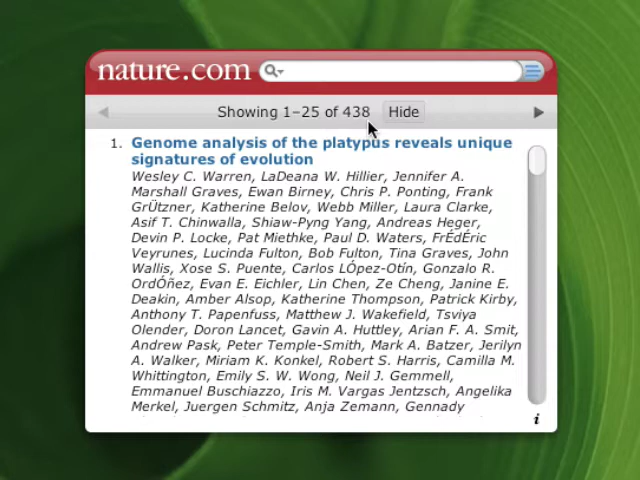 nature.com
Showing 1–25 of 438 Hide
1. Genome analysis of the platypus reveals unique
signatures of evolution
Wesley C. Warren, LaDeana W. Hillier, Jennifer A.
Marshall Graves, Ewan Birney, Chris P. Ponting, Frank
GrÜtzner, Katherine Belov, Webb Miller, Laura Clarke,
Asif T. Chinwalla, Shiaw-Pyng Yang, Andreas Heger,
Devin P. Locke, Pat Miethke, Paul D. Waters, FrÉdÉric
Veyrunes, Lucinda Fulton, Bob Fulton, Tina Graves, John
Wallis, Xose S. Puente, Carlos LÓpez-Otín, Gonzalo R.
OrdÓñez, Evan E. Eichler, Lin Chen, Ze Cheng, Janine E.
Deakin, Amber Alsop, Katherine Thompson, Patrick Kirby,
Anthony T. Papenfuss, Matthew J. Wakefield, Tsviya
Olender, Doron Lancet, Gavin A. Huttley, Arian F. A. Smit,
Andrew Pask, Peter Temple-Smith, Mark A. Batzer, Jerilyn
A. Walker, Miriam K. Konkel, Robert S. Harris, Camilla M.
Whittington, Emily S. W. Wong, Neil J. Gemmell,
Emmanuel Buschiazzo, Iris M. Vargas Jentzsch, Angelika
Merkel, Juergen Schmitz, Anja Zemann, Gennady
i